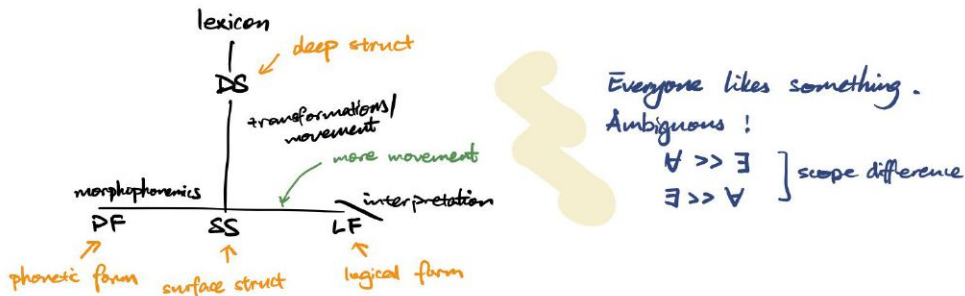 lexicon
deep struct
DS
transformations/
movement
more movement
morphophonemics
interpretation
PF SS LF
phonetic form
surface struct
logical form
Everyone likes something.
Ambiguous !
∀ << ∃
∃ << ∀
scope difference